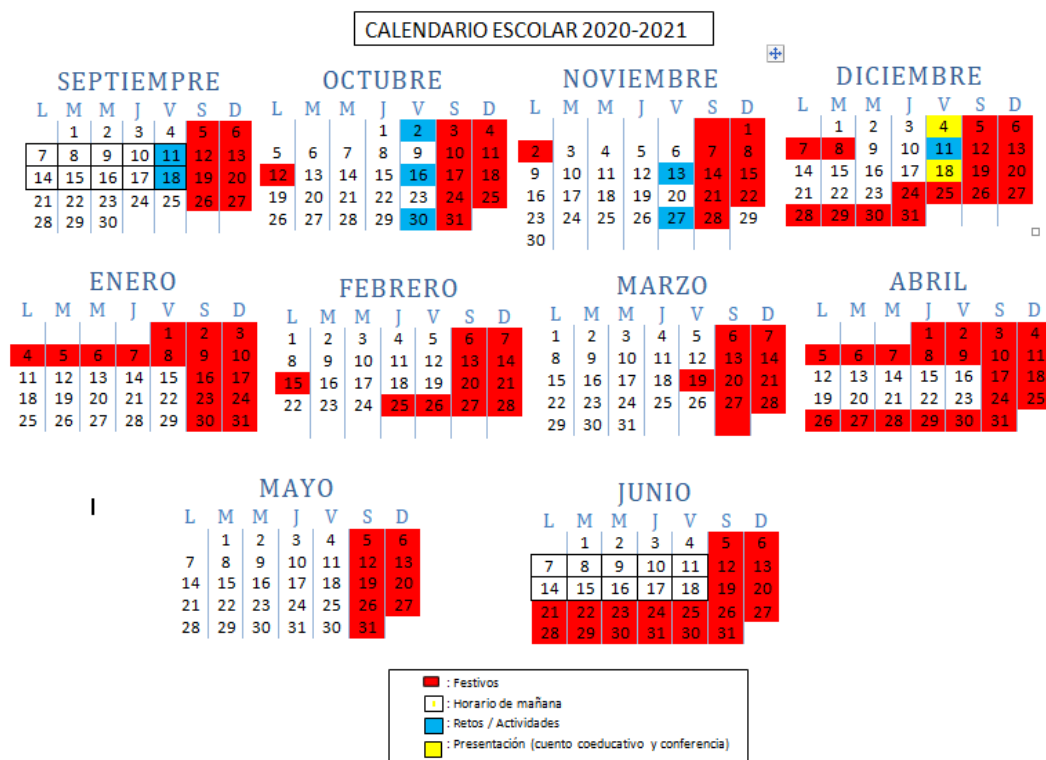 CALENDARIO ESCOLAR 2020-2021
SEPTIEMPRE
L M M J V S D
1 2 3 4 5 6
7 8 9 10 11 12 13
14 15 16 17 18 19 20
21 22 23 24 25 26 27
28 29 30
OCTUBRE
L M M J V S D
1 2 3 4
5 6 7 8 9 10 11
12 13 14 15 16 17 18
19 20 21 22 23 24 25
26 27 28 29 30 31
NOVIEMBRE
L M M J V S D
1
2 3 4 5 6 7 8
9 10 11 12 13 14 15
16 17 18 19 20 21 22
23 24 25 26 27 28 29
30
DICIEMBRE
L M M J V S D
1 2 3 4 5 6
7 8 9 10 11 12 13
14 15 16 17 18 19 20
21 22 23 24 25 26 27
28 29 30 31
ENERO
L M M J V S D
1 2 3
4 5 6 7 8 9 10
11 12 13 14 15 16 17
18 19 20 21 22 23 24
25 26 27 28 29 30 31
FEBRERO
L M M J V S D
1 2 3 4 5 6 7
8 9 10 11 12 13 14
15 16 17 18 19 20 21
22 23 24 25 26 27 28
MARZO
L M M J V S D
1 2 3 4 5 6 7
8 9 10 11 12 13 14
15 16 17 18 19 20 21
22 23 24 25 26 27 28
29 30 31
ABRIL
L M M J V S D
1 2 3 4
5 6 7 8 9 10 11
12 13 14 15 16 17 18
19 20 21 22 23 24 25
26 27 28 29 30 31
MAYO
L M M J V S D
1 2 3 4 5 6
7 8 9 10 11 12 13
14 15 16 17 18 19 20
21 22 23 24 25 26 27
28 29 30 31 30 31
JUNIO
L M M J V S D
1 2 3 4 5 6
7 8 9 10 11 12 13
14 15 16 17 18 19 20
21 22 23 24 25 26 27
28 29 30 31 30 31
: Festivos
: Horario de mañana
: Retos / Actividades
: Presentación (cuento coeducativo y conferencia)